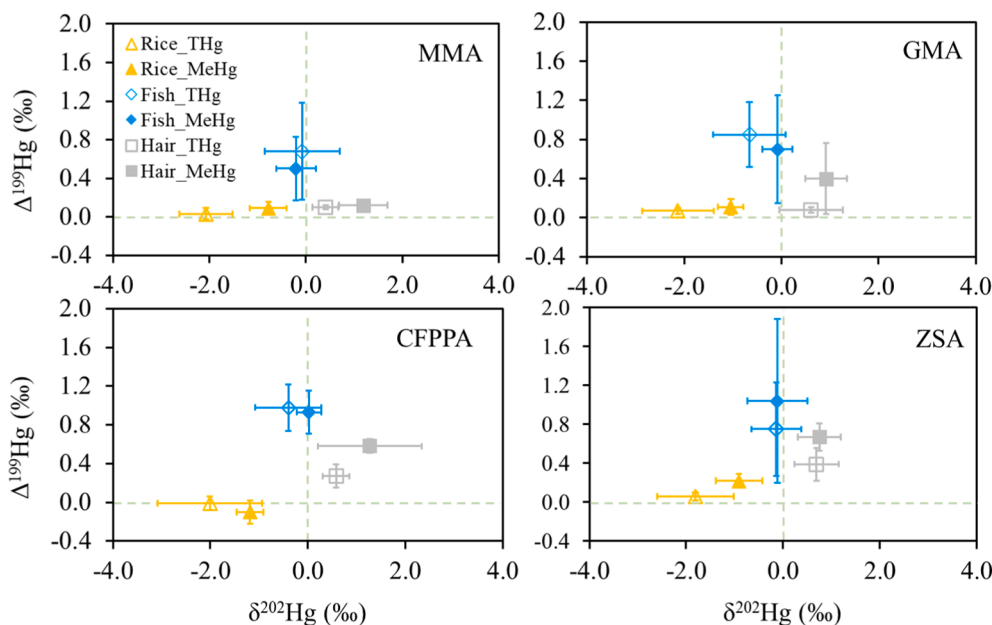 2.0
1.6
1.2
0.8
0.4
0.0
-0.4
Δ¹⁹⁹Hg (‰)
Rice_THg
Rice_MeHg
Fish_THg
Fish_MeHg
Hair_THg
Hair_MeHg
MMA
-4.0 -2.0 0.0 2.0 4.0
2.0
1.6
1.2
0.8
0.4
0.0
-0.4
GMA
-4.0 -2.0 0.0 2.0 4.0
2.0
1.6
1.2
0.8
0.4
0.0
-0.4
Δ¹⁹⁹Hg (‰)
CFPPA
-4.0 -2.0 0.0 2.0 4.0
δ²⁰²Hg (‰)
2.0
1.6
1.2
0.8
0.4
0.0
-0.4
ZSA
-4.0 -2.0 0.0 2.0 4.0
δ²⁰²Hg (‰)